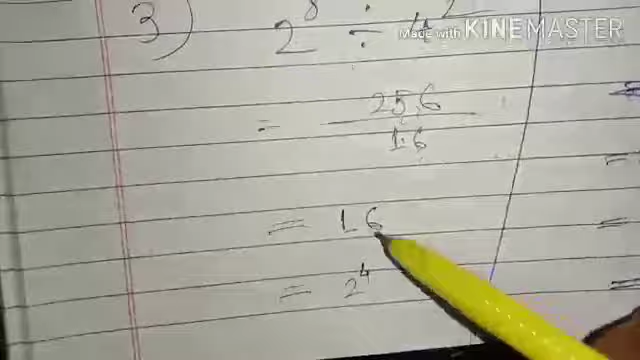 Made with KINEMASTER
3) 2⁸ ÷ 4²
= 256/16
= 16
= 2⁴